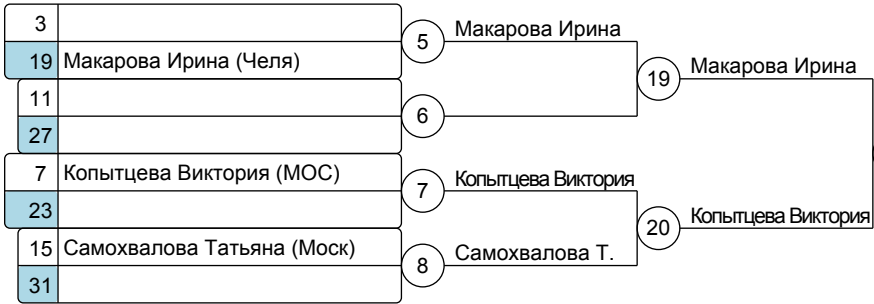 3
19 Макарова Ирина (Челя)
11
27
7 Копытцева Виктория (МОС)
23
15 Самохвалова Татьяна (Моск)
31
5 Макарова Ирина
6
7 Копытцева Виктория
8 Самохвалова Т.
19 Макарова Ирина
20 Копытцева Виктория